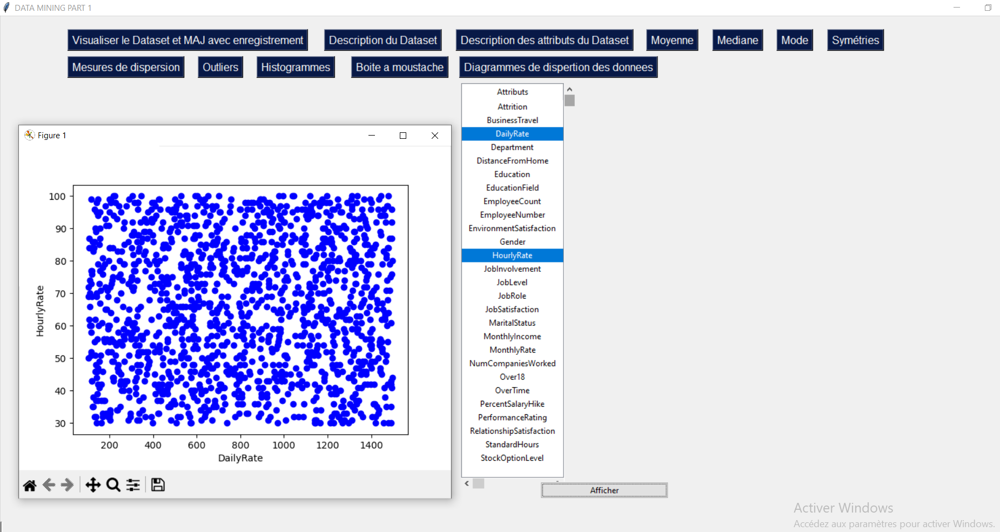 DATA MINING PART 1
Visualiser le Dataset et MAJ avec enregistrement
Description du Dataset
Description des attributs du Dataset
Moyenne
Mediane
Mode
Symétries
Mesures de dispersion
Outliers
Histogrammes
Boite a moustache
Diagrammes de dispertion des donnees
Figure 1
100
90
80
70
60
50
40
30
HourlyRate
200
400
600
800
1000
1200
1400
DailyRate
Attributs
Attrition
BusinessTravel
DailyRate
Department
DistanceFromHome
Education
EducationField
EmployeeCount
EmployeeNumber
EnvironmentSatisfaction
Gender
HourlyRate
JobInvolvement
JobLevel
JobRole
JobSatisfaction
MaritalStatus
MonthlyIncome
MonthlyRate
NumCompaniesWorked
Over18
OverTime
PercentSalaryHike
PerformanceRating
RelationshipSatisfaction
StandardHours
StockOptionLevel
Afficher
Activer Windows
Accédez aux paramètres pour activer Windows.